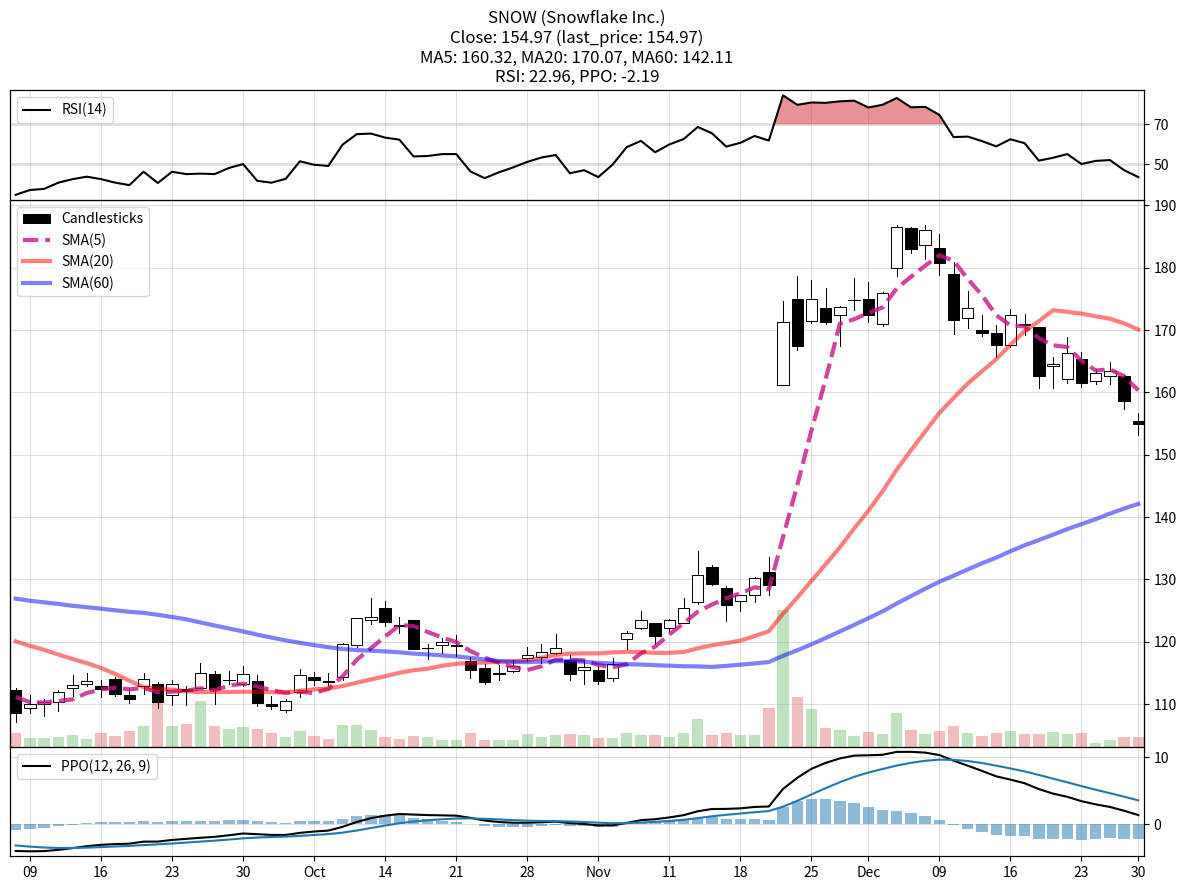 SNOW (Snowflake Inc.)
Close: 154.97 (last_price: 154.97)
MA5: 160.32, MA20: 170.07, MA60: 142.11
RSI: 22.96, PPO: -2.19
RSI(14)
70
50
Candlesticks
SMA(5)
SMA(20)
SMA(60)
190
180
170
160
150
140
130
120
110
PPO(12, 26, 9)
10
0
09 16 23 30 Oct 14 21 28 Nov 11 18 25 Dec 09 16 23 30